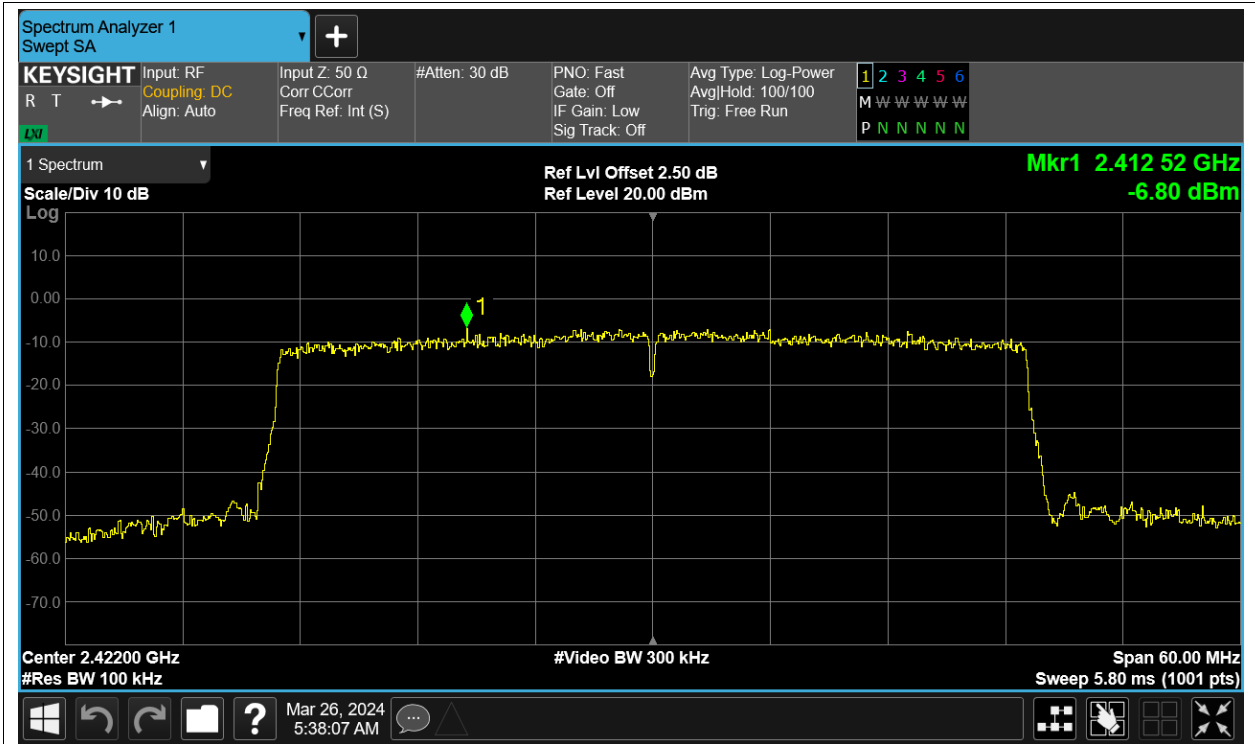 Spectrum Analyzer 1
Swept SA
+
KEYSIGHT
R T
LXI
Input: RF
Coupling: DC
Align: Auto
Input Z: 50 Ω
Corr CCorr
Freq Ref: Int (S)
#Atten: 30 dB
PNO: Fast
Gate: Off
IF Gain: Low
Sig Track: Off
Avg Type: Log-Power
Avg|Hold: 100/100
Trig: Free Run
1 2 3 4 5 6
M W W W W W
P N N N N N
1 Spectrum
Scale/Div 10 dB
Ref Lvl Offset 2.50 dB
Ref Level 20.00 dBm
Mkr1 2.412 52 GHz
-6.80 dBm
Log
10.0
0.00
-10.0
-20.0
-30.0
-40.0
-50.0
-60.0
-70.0
1
Center 2.42200 GHz
#Res BW 100 kHz
#Video BW 300 kHz
Span 60.00 MHz
Sweep 5.80 ms (1001 pts)
?
Mar 26, 2024
5:38:07 AM